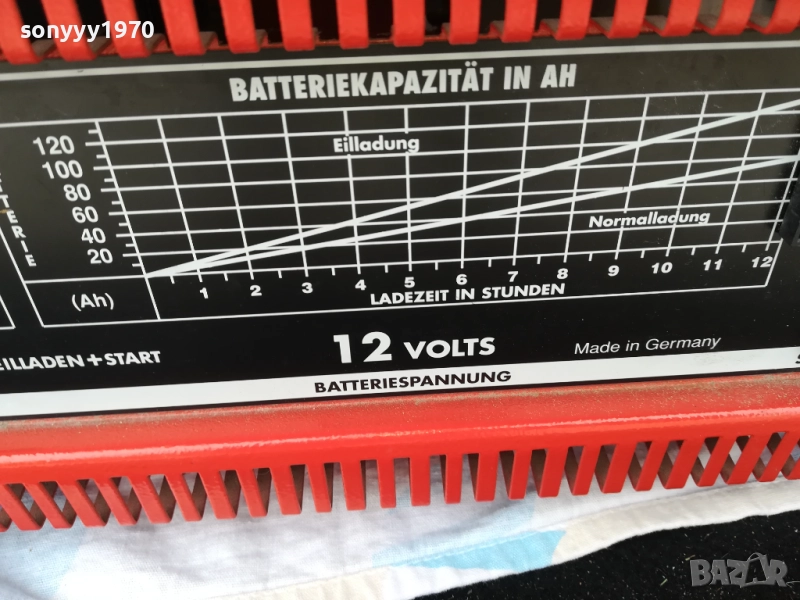 sonyyy1970
BATTERIEKAPAZITÄT IN AH
120
100
80
60
40
20
(Ah)
Eilladung
Normalladung
1 2 3 4 5 6 7 8 9 10 11 12
LADEZEIT IN STUNDEN
EILLADEN + START
12 VOLTS
Made in Germany
BATTERIESPANNUNG
BAZAR